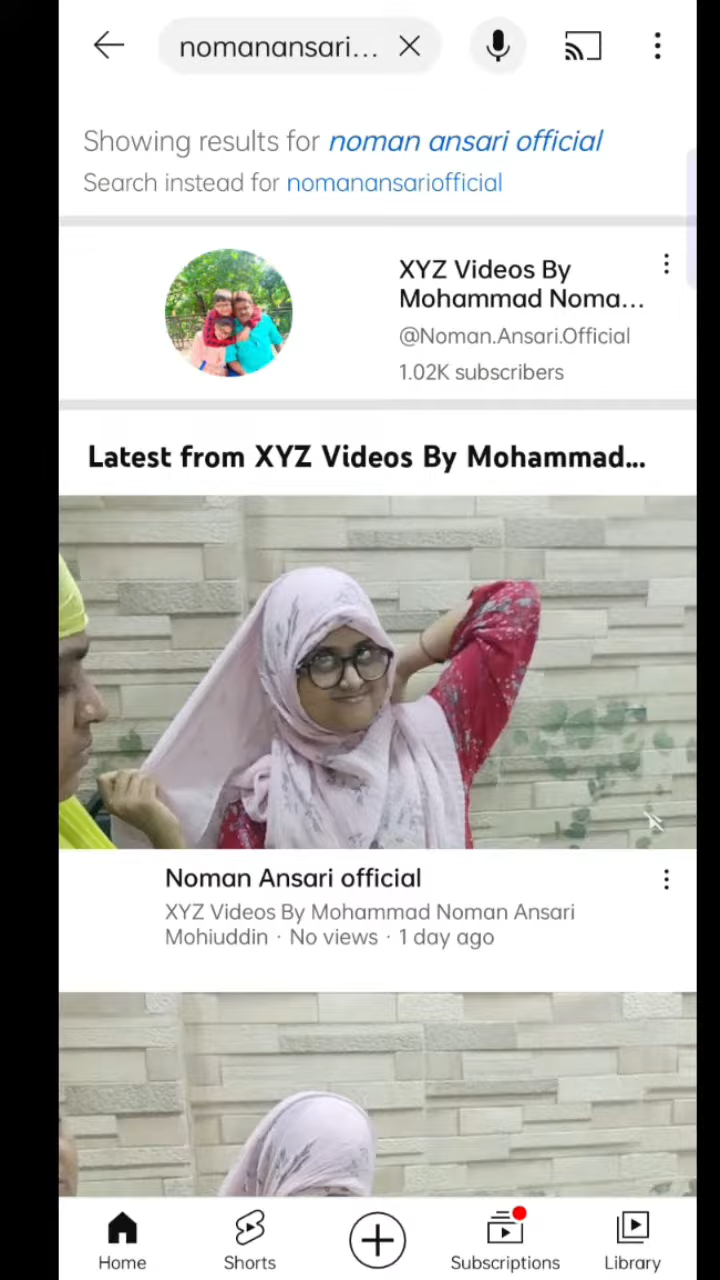 nomanansari...
Showing results for noman ansari official
Search instead for nomanansariofficial
XYZ Videos By
Mohammad Noma...
@Noman.Ansari.Official
1.02K subscribers
Latest from XYZ Videos By Mohammad...
Noman Ansari official
XYZ Videos By Mohammad Noman Ansari
Mohiuddin · No views · 1 day ago
Home Shorts Subscriptions Library